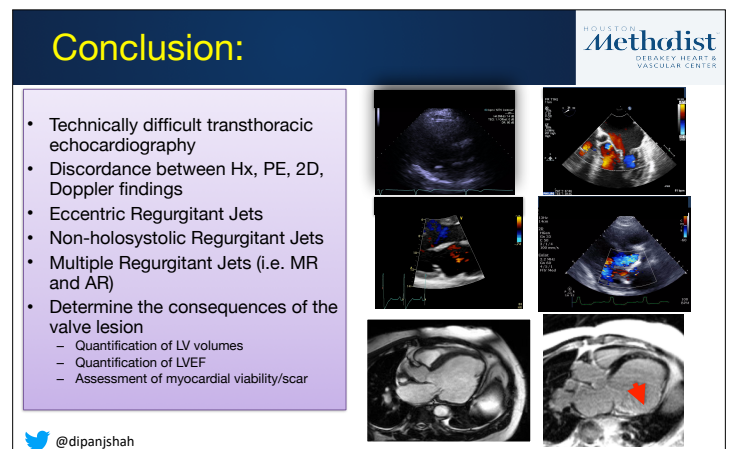 Conclusion:
HOUSTON
Methodist
DEBAKEY HEART &
VASCULAR CENTER
• Technically difficult transthoracic
echocardiography
• Discordance between Hx, PE, 2D,
Doppler findings
• Eccentric Regurgitant Jets
• Non-holosystolic Regurgitant Jets
• Multiple Regurgitant Jets (i.e. MR
and AR)
• Determine the consequences of the
valve lesion
– Quantification of LV volumes
– Quantification of LVEF
– Assessment of myocardial viability/scar
@dipanjshah